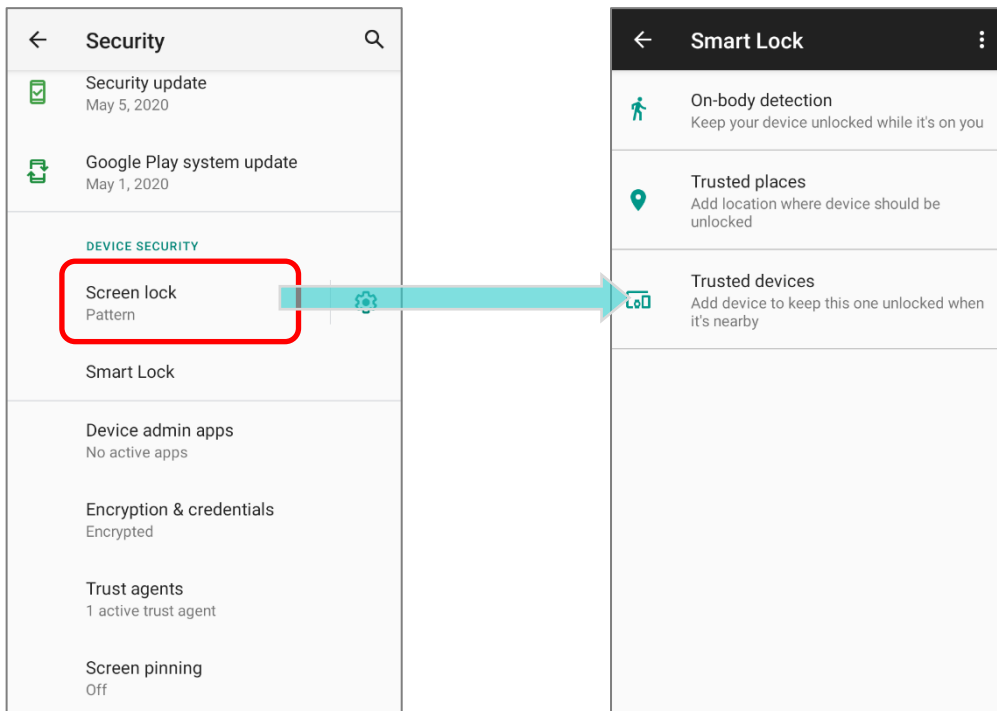 Security
Security update
May 5, 2020
Google Play system update
May 1, 2020
DEVICE SECURITY
Screen lock
Pattern
Smart Lock
Device admin apps
No active apps
Encryption & credentials
Encrypted
Trust agents
1 active trust agent
Screen pinning
Off
Smart Lock
On-body detection
Keep your device unlocked while it's on you
Trusted places
Add location where device should be
unlocked
Trusted devices
Add device to keep this one unlocked when
it's nearby